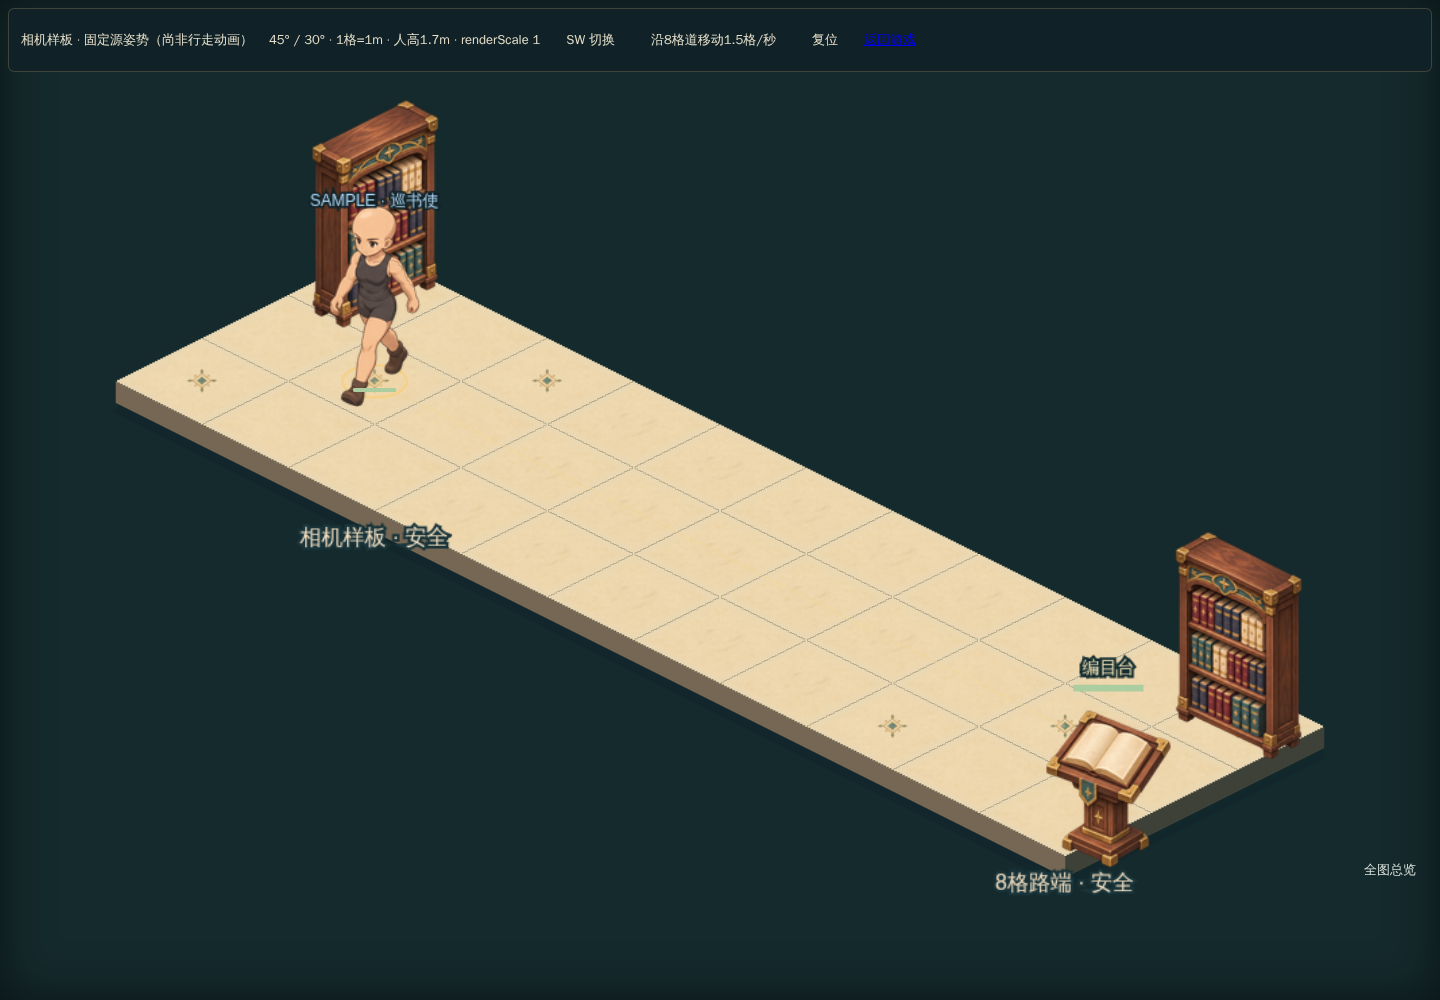 相机样板 · 固定源姿势（尚非行走动画） 45° / 30° · 1格=1m · 人高1.7m · renderScale 1 SW 切换 沿8格道移动1.5格/秒 复位
SAMPLE · 巡书使
相机样板 · 安全
编目台
8格路端 · 安全
全图总览